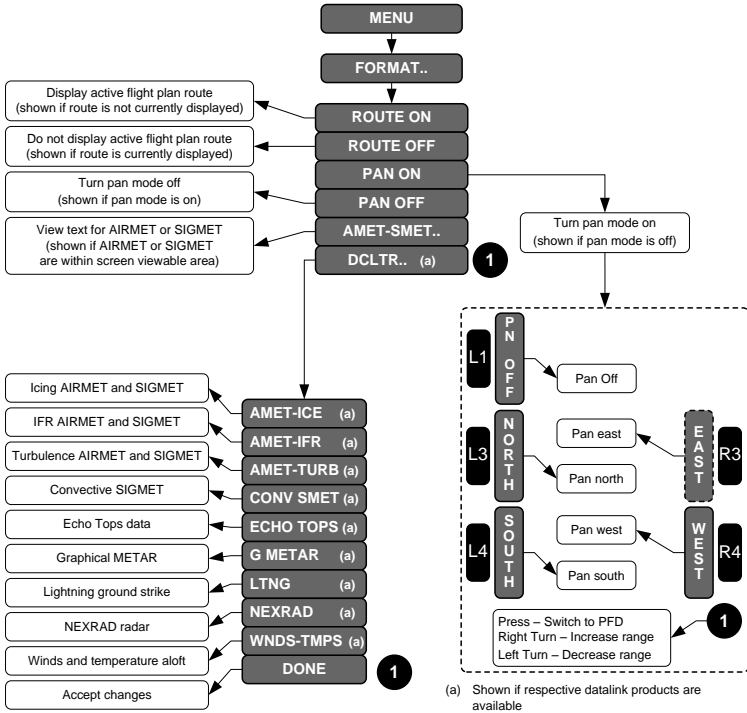 MENU
FORMAT..
Display active flight plan route
(shown if route is not currently displayed)
ROUTE ON
Do not display active flight plan route
(shown if route is currently displayed)
ROUTE OFF
Turn pan mode off
(shown if pan mode is on)
PAN ON
PAN OFF
View text for AIRMET or SIGMET
(shown if AIRMET or SIGMET
are within screen viewable area)
AMET-SMET..
DCLTR.. (a)
1
Turn pan mode on
(shown if pan mode is off)
Icing AIRMET and SIGMET
AMET-ICE (a)
IFR AIRMET and SIGMET
AMET-IFR (a)
Turbulence AIRMET and SIGMET
AMET-TURB (a)
Convective SIGMET
CONV SMET (a)
Echo Tops data
ECHO TOPS (a)
Graphical METAR
G METAR (a)
Lightning ground strike
LTNG (a)
NEXRAD radar
NEXRAD (a)
Winds and temperature aloft
WNDS-TMPS (a)
Accept changes
DONE
1
L1
PN OFF
Pan Off
L3
NORTH
Pan east
Pan north
EAST
R3
L4
SOUTH
Pan west
Pan south
WEST
R4
Press – Switch to PFD
Right Turn – Increase range
Left Turn – Decrease range
1
(a) Shown if respective datalink products are
available